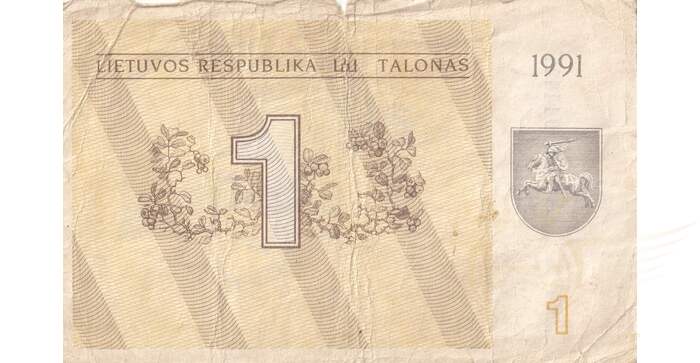 LIETUVOS RESPUBLIKA TALONAS
1991
1
1